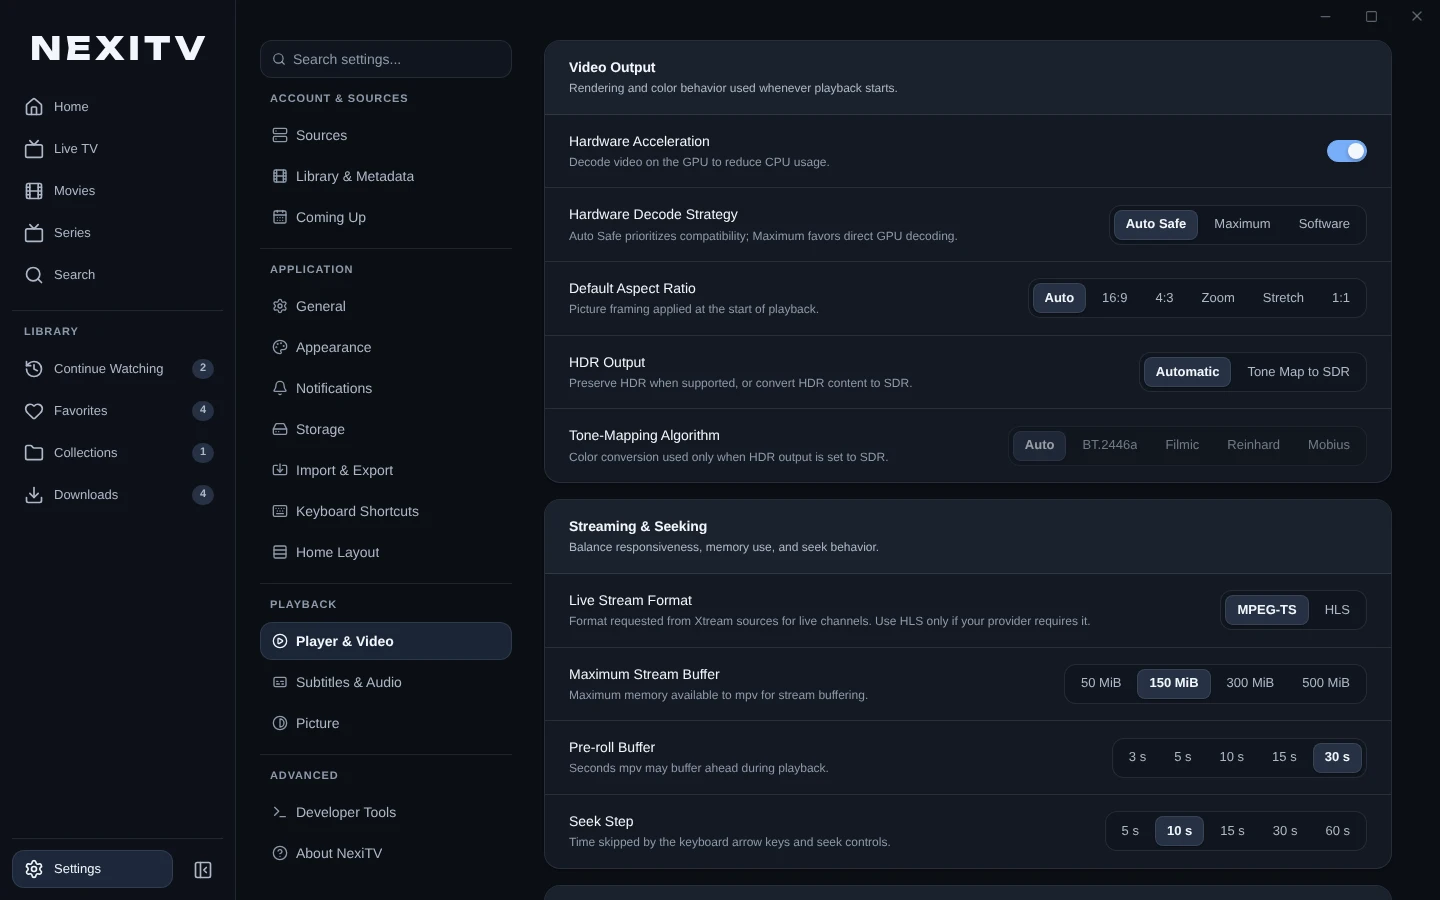 NEXITV
Home
Live TV
Movies
Series
Search
LIBRARY
Continue Watching 2
Favorites 4
Collections 1
Downloads 4
Settings
Search settings...
ACCOUNT & SOURCES
Sources
Library & Metadata
Coming Up
APPLICATION
General
Appearance
Notifications
Storage
Import & Export
Keyboard Shortcuts
Home Layout
PLAYBACK
Player & Video
Subtitles & Audio
Picture
ADVANCED
Developer Tools
About NexiTV
Video Output
Rendering and color behavior used whenever playback starts.
Hardware Acceleration
Decode video on the GPU to reduce CPU usage.
Hardware Decode Strategy
Auto Safe prioritizes compatibility; Maximum favors direct GPU decoding.
Auto Safe Maximum Software
Default Aspect Ratio
Picture framing applied at the start of playback.
Auto 16:9 4:3 Zoom Stretch 1:1
HDR Output
Preserve HDR when supported, or convert HDR content to SDR.
Automatic Tone Map to SDR
Tone-Mapping Algorithm
Color conversion used only when HDR output is set to SDR.
Auto BT.2446a Filmic Reinhard Mobius
Streaming & Seeking
Balance responsiveness, memory use, and seek behavior.
Live Stream Format
Format requested from Xtream sources for live channels. Use HLS only if your provider requires it.
MPEG-TS HLS
Maximum Stream Buffer
Maximum memory available to mpv for stream buffering.
50 MiB 150 MiB 300 MiB 500 MiB
Pre-roll Buffer
Seconds mpv may buffer ahead during playback.
3 s 5 s 10 s 15 s 30 s
Seek Step
Time skipped by the keyboard arrow keys and seek controls.
5 s 10 s 15 s 30 s 60 s